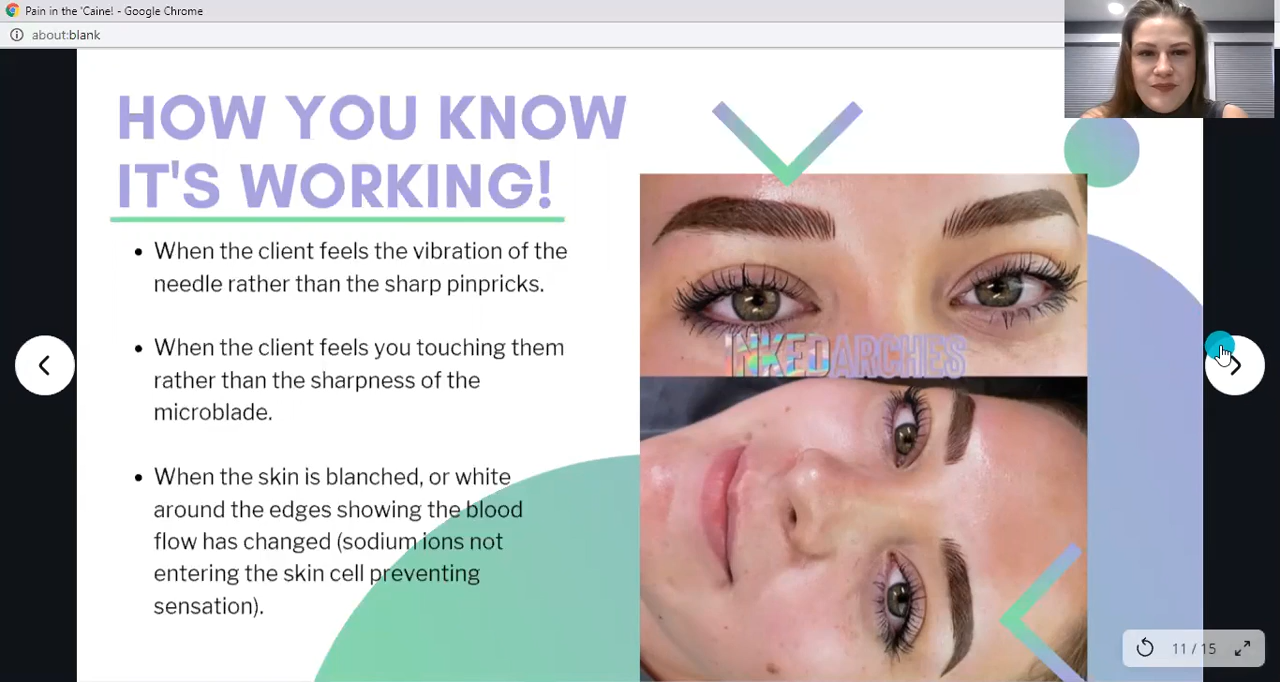 Pain in the 'Caine! - Google Chrome
about:blank
HOW YOU KNOW
IT'S WORKING!
• When the client feels the vibration of the
needle rather than the sharp pinpricks.
• When the client feels you touching them
rather than the sharpness of the
microblade.
• When the skin is blanched, or white
around the edges showing the blood
flow has changed (sodium ions not
entering the skin cell preventing
sensation).
INKEDARCHES
11 / 15